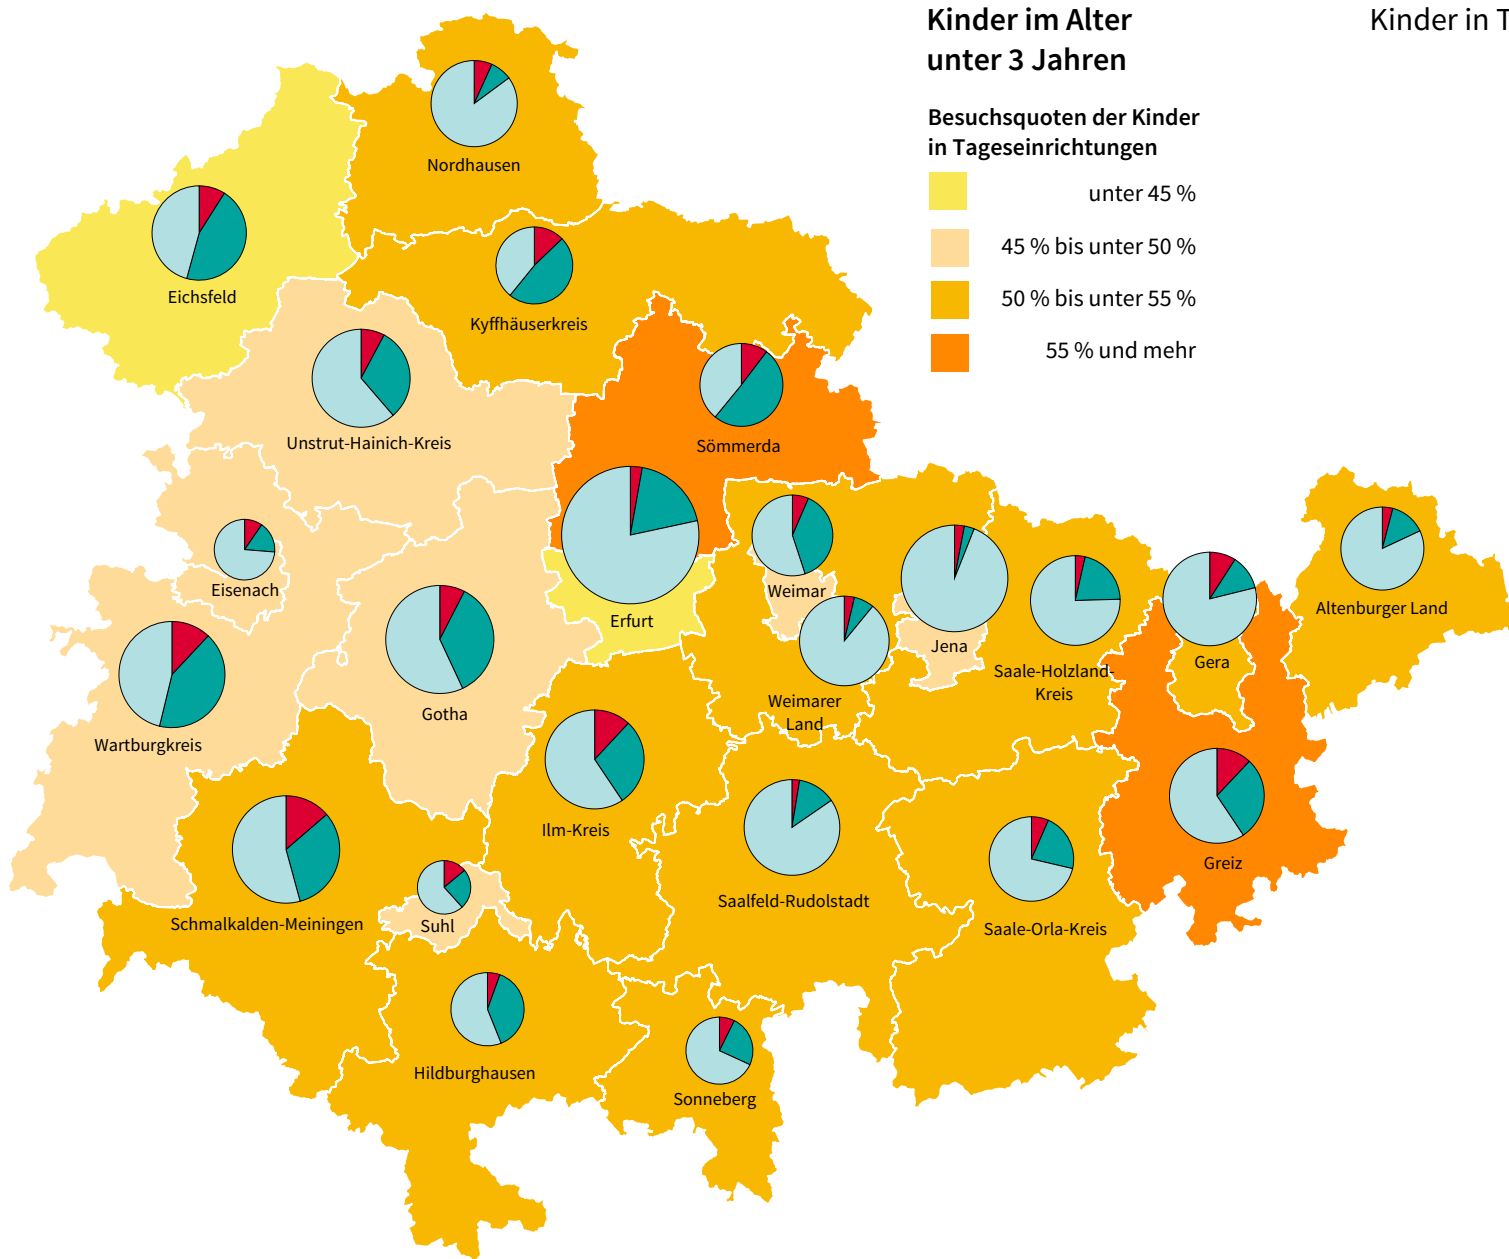 Kinder im Alter
unter 3 Jahren
Kinder in T
Besuchsquoten der Kinder
in Tageseinrichtungen
unter 45 %
45 % bis unter 50 %
50 % bis unter 55 %
55 % und mehr
Nordhausen
Eichsfeld
Kyffhäuserkreis
Unstrut-Hainich-Kreis
Sömmerda
Eisenach
Erfurt
Weimar
Altenburger Land
Jena
Gera
Saale-Holzland-
Kreis
Weimarer
Land
Gotha
Wartburgkreis
Ilm-Kreis
Greiz
Saalfeld-Rudolstadt
Schmalkalden-Meiningen
Suhl
Saale-Orla-Kreis
Hildburghausen
Sonneberg